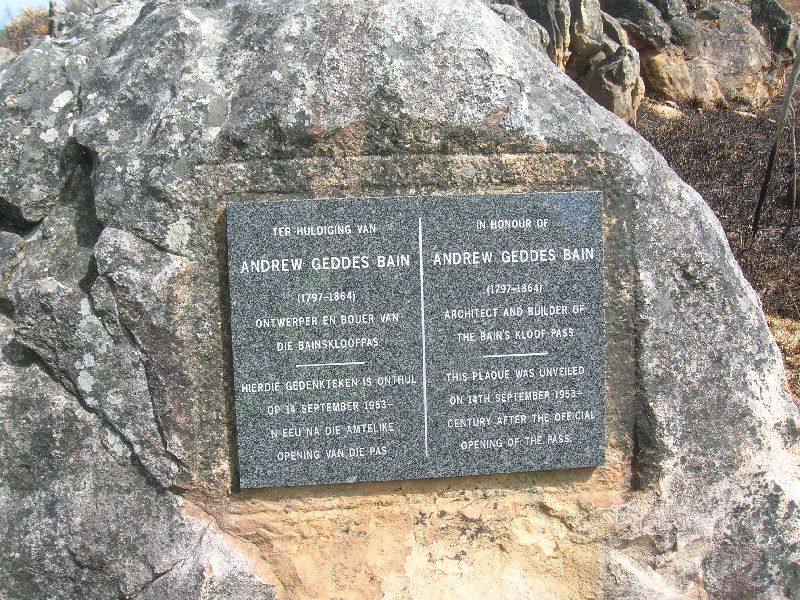 TER HULDIGING VAN
ANDREW GEDDES BAIN
(1797-1864)
ONTWERPER EN BOUER VAN
DIE BAINSKLOOFPAS
HIERDIE GEDENKTEKEN IS ONTHUL
OP 14 SEPTEMBER 1953-
N EEU NA DIE AMTELIKE
OPENING VAN DIE PAS
IN HONOUR OF
ANDREW GEDDES BAIN
(1797-1864)
ARCHITECT AND BUILDER OF
THE BAIN'S KLOOF PASS
THIS PLAQUE WAS UNVEILED
ON 14TH SEPTEMBER 1953-
CENTURY AFTER THE OFFICIAL
OPENING OF THE PASS.